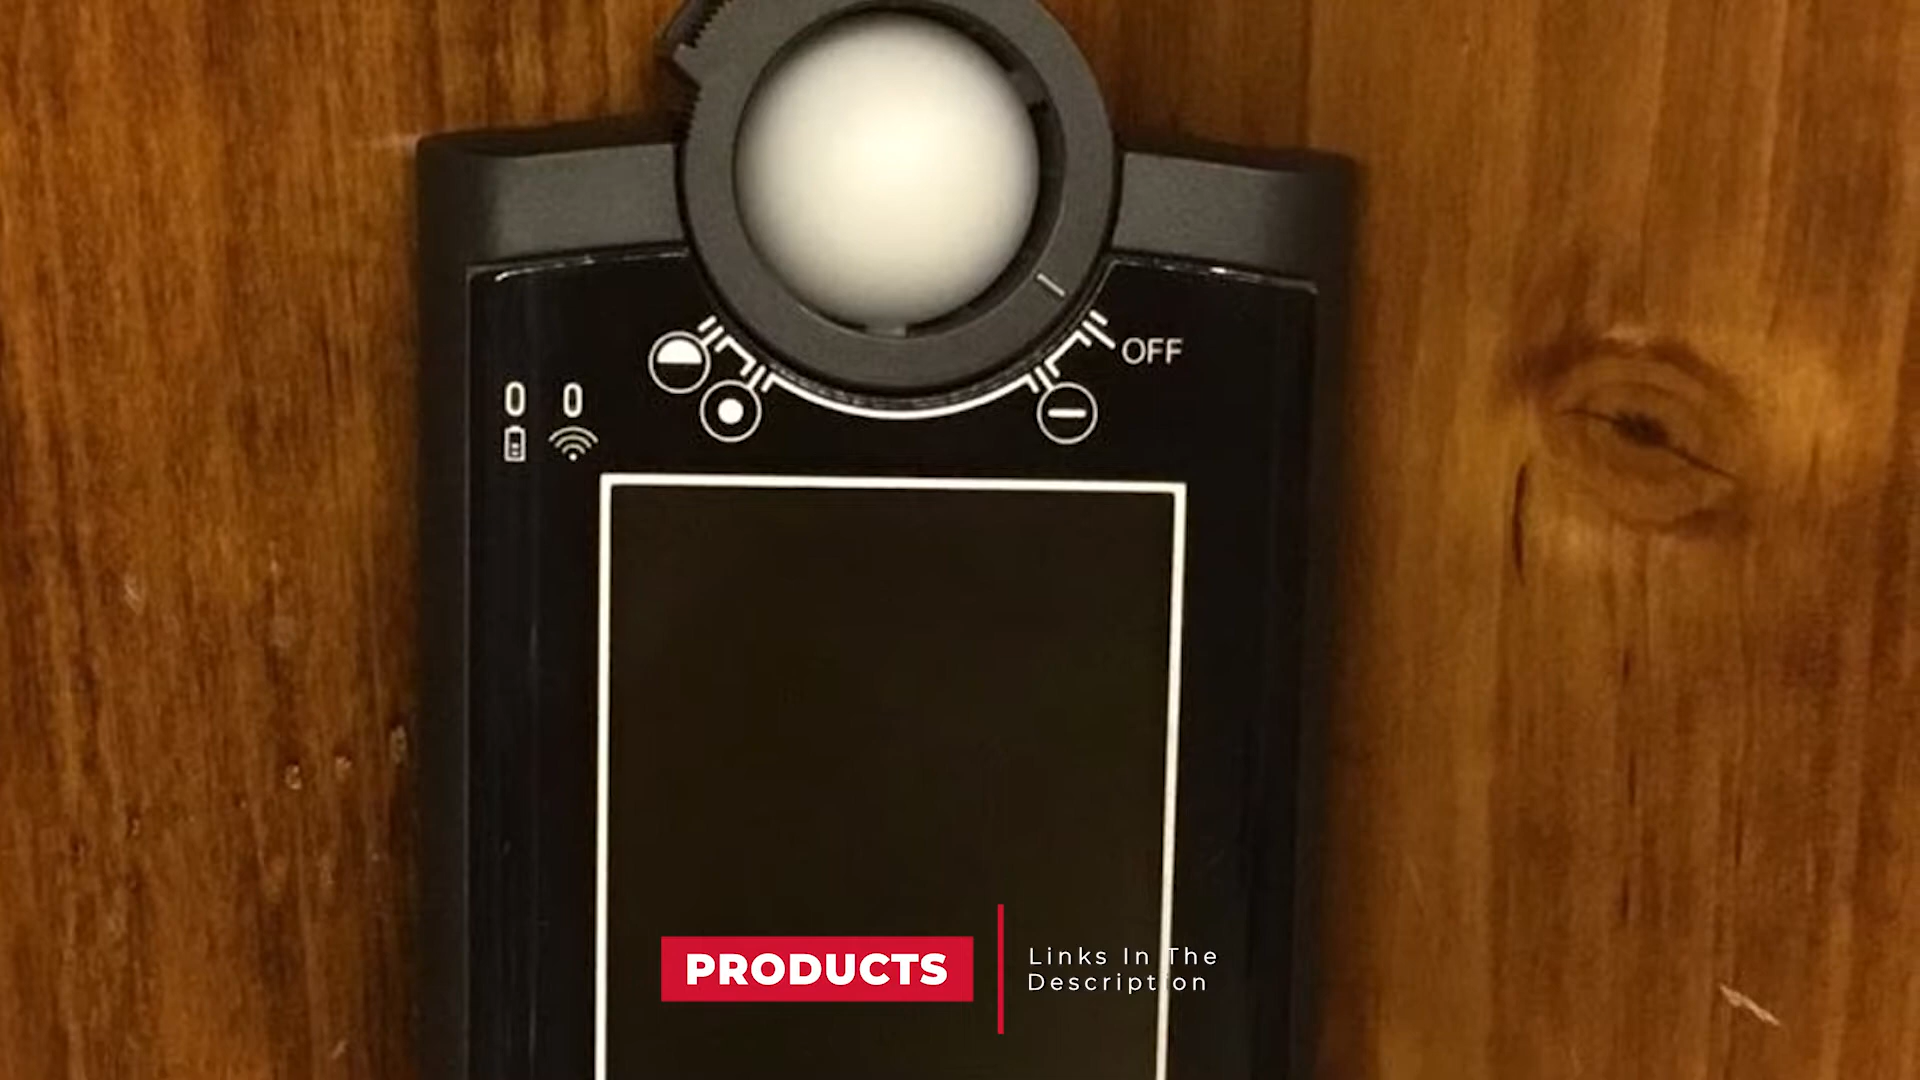 OFF
0 0
PRODUCTS
Links In The
Description